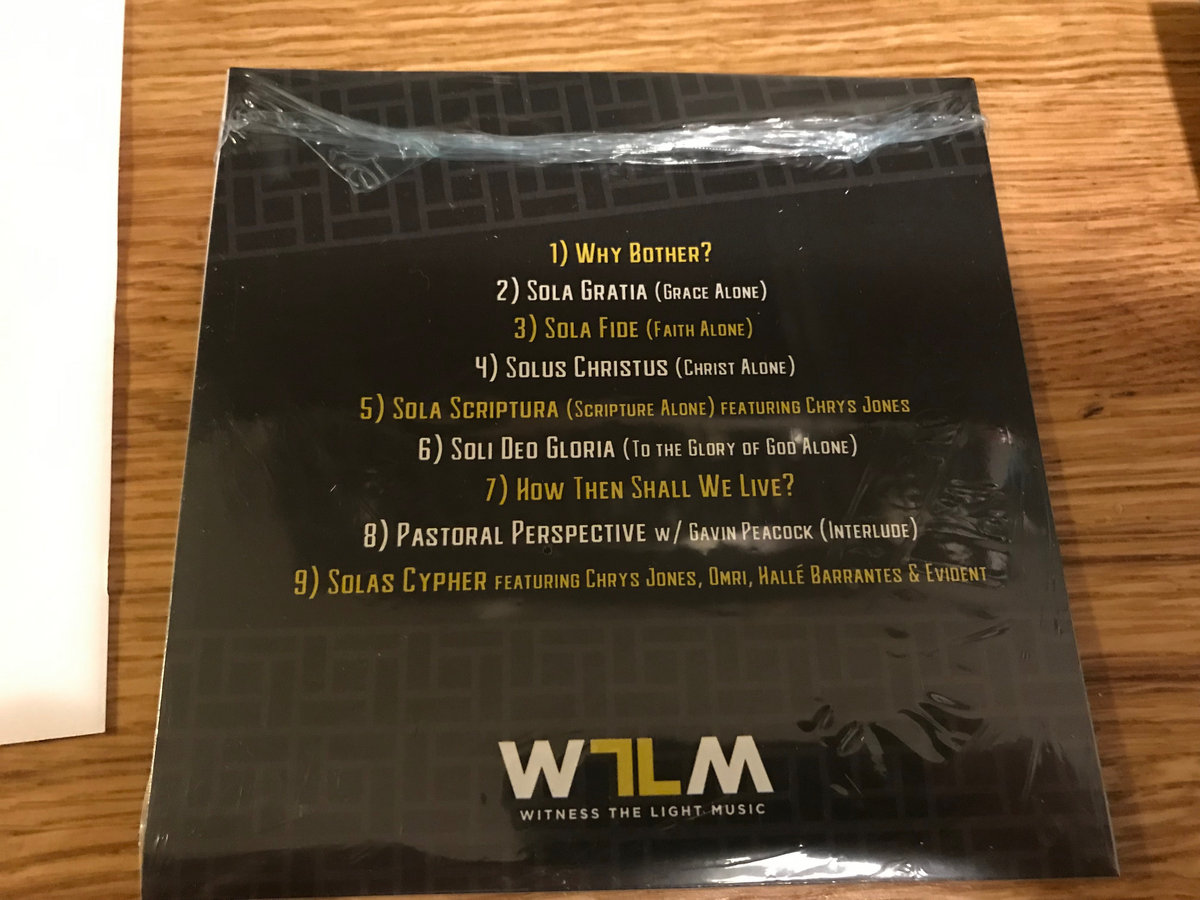 1) Why Bother?
2) Sola Gratia (Grace Alone)
3) Sola Fide (Faith Alone)
4) Solus Christus (Christ Alone)
5) Sola Scriptura (Scripture Alone) featuring Chrys Jones
6) Soli Deo Gloria (To the Glory of God Alone)
7) How Then Shall We Live?
8) Pastoral Perspective w/ Gavin Peacock (Interlude)
9) Solas Cypher featuring Chrys Jones, Omri, Hallé Barrantes & Evident
WTLM
WITNESS THE LIGHT MUSIC